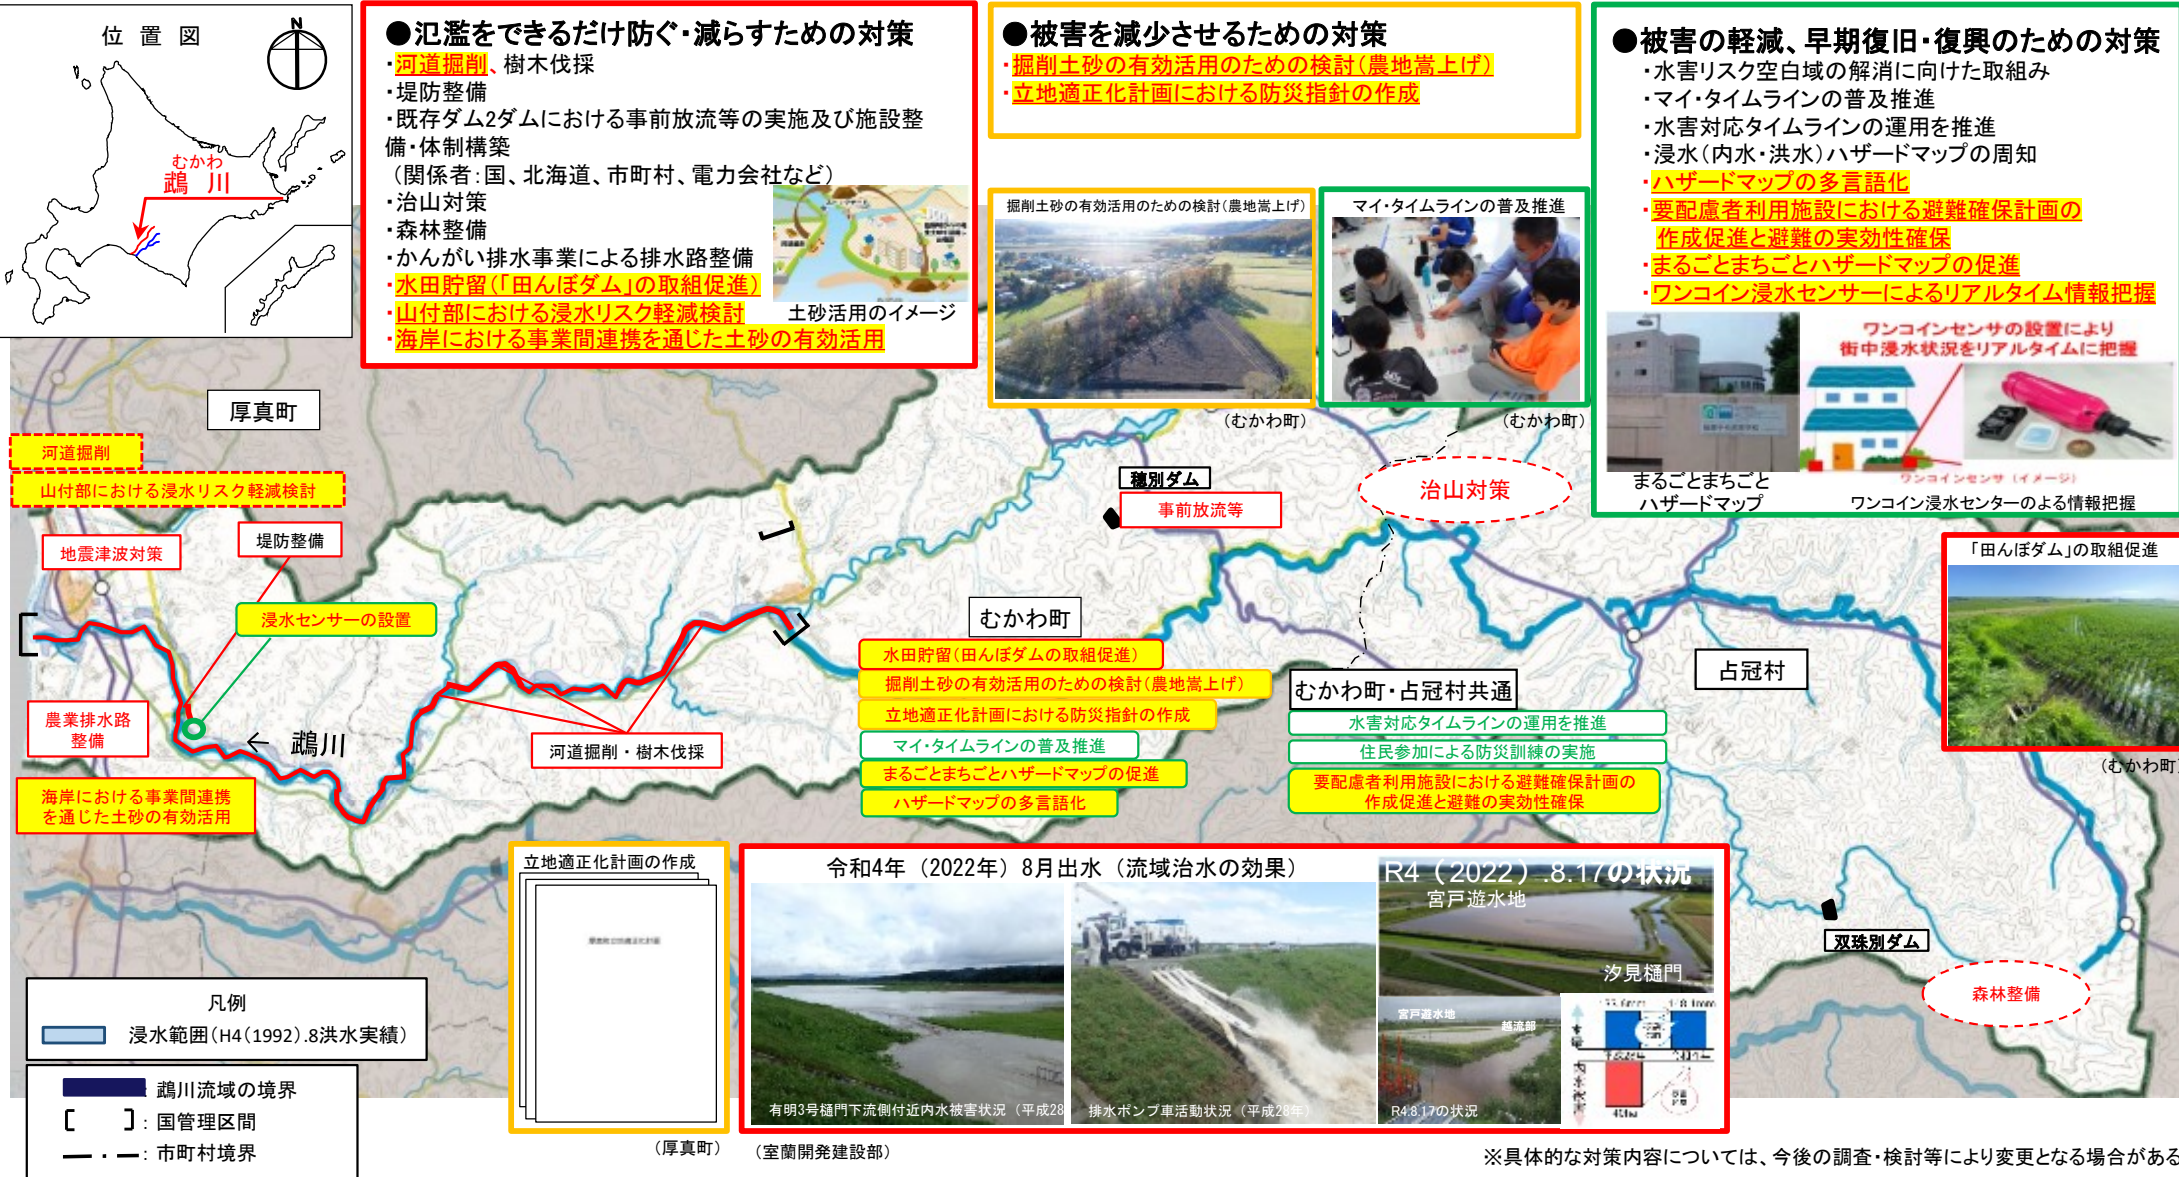 位 置 図
N
むかわ
鵡 川
●氾濫をできるだけ防ぐ・減らすための対策
・河道掘削、樹木伐採
・堤防整備
・既存ダム2ダムにおける事前放流等の実施及び施設整
備・体制構築
(関係者：国、北海道、市町村、電力会社など)
・治山対策
・森林整備
・かんがい排水事業による排水路整備
・水田貯留(「田んぼダム」の取組促進)
・山付部における浸水リスク軽減検討
・海岸における事業間連携を通じた土砂の有効活用
土砂活用のイメージ
●被害を減少させるための対策
・掘削土砂の有効活用のための検討(農地嵩上げ)
・立地適正化計画における防災指針の作成
●被害の軽減、早期復旧・復興のための対策
・水害リスク空白域の解消に向けた取組み
・マイ・タイムラインの普及推進
・水害対応タイムラインの運用を推進
・浸水(内水・洪水)ハザードマップの周知
・ハザードマップの多言語化
・要配慮者利用施設における避難確保計画の
作成促進と避難の実効性確保
・まるごとまちごとハザードマップの促進
・ワンコイン浸水センサーによるリアルタイム情報把握
ワンコインセンサの設置により
街中浸水状況をリアルタイムに把握
ワンコインセンサ (イメージ)
まるごとまちごと
ハザードマップ
ワンコイン浸水センターのよる情報把握
掘削土砂の有効活用のための検討(農地嵩上げ)
(むかわ町)
マイ・タイムラインの普及推進
(むかわ町)
厚真町
河道掘削
山付部における浸水リスク軽減検討
地震津波対策
堤防整備
浸水センサーの設置
農業排水路
整備
← 鵡川
海岸における事業間連携
を通じた土砂の有効活用
河道掘削・樹木伐採
穂別ダム
事前放流等
治山対策
むかわ町
水田貯留(田んぼダムの取組促進)
掘削土砂の有効活用のための検討(農地嵩上げ)
立地適正化計画における防災指針の作成
マイ・タイムラインの普及推進
まるごとまちごとハザードマップの促進
ハザードマップの多言語化
むかわ町・占冠村共通
水害対応タイムラインの運用を推進
住民参加による防災訓練の実施
要配慮者利用施設における避難確保計画の
作成促進と避難の実効性確保
占冠村
「田んぼダム」の取組促進
(むかわ町)
双珠別ダム
森林整備
立地適正化計画の作成
(厚真町)
令和4年（2022年）8月出水（流域治水の効果）
有明3号樋門下流側付近内水被害状況（平成28
排水ポンプ車活動状況（平成28年）
R4（2022）.8.17の状況
宮戸遊水地
汐見樋門
宮戸遊水地
越流部
R4.8.17の状況
(室蘭開発建設部)
凡例
浸水範囲(H4(1992).8洪水実績)
鵡川流域の境界
[ ]：国管理区間
：市町村境界
※具体的な対策内容については、今後の調査・検討等により変更となる場合がある